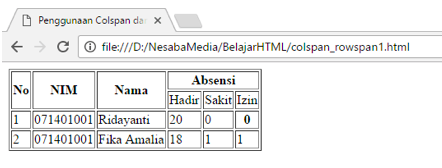 Penggunaan Colspan da
file:///D:/NesabaMedia/BelajarHTML/colspan_rowspan1.html
No NIM Nama Absensi
Hadir Sakit Izin
1 071401001 Ridayanti 20 0 0
2 071401001 Fika Amalia 18 1 1